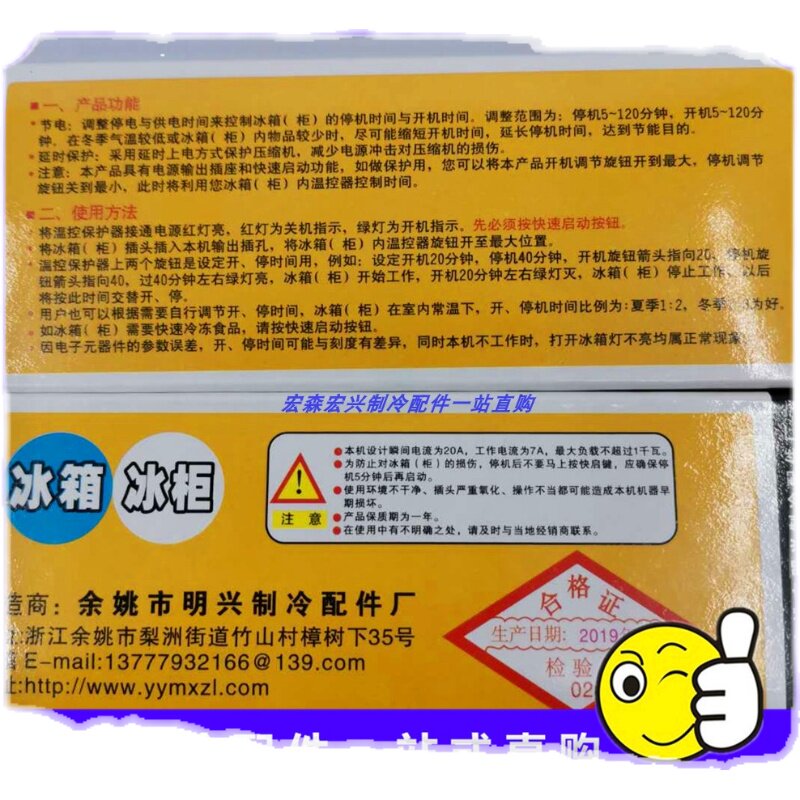 一、产品功能
节电：调整停电与供电时间来控制冰箱(柜)的停机时间与开机时间。调整范围为：停机5~120分钟，开机5~120分
钟。在冬季气温较低或冰箱(柜)内物品较少时，尽可能缩短开机时间，延长停机时间，达到节能目的。
延时保护：采用延时上电方式保护压缩机，减少电源冲击对压缩机的损伤。
注意：本产品具有电源输出插座和快速启动功能，如做保护用，您可以将本产品开机调节旋钮开到最大，停机调节
旋钮关到最小，此时将利用您冰箱(柜)内温控器控制时间。
二、使用方法
将温控保护器接通电源红灯亮，红灯为关机指示，绿灯为开机指示。先必须按快速启动按钮。
将冰箱(柜)插头插入本机输出插孔，将冰箱(柜)内温控器旋钮开至最大位置。
温控保护器上两个旋钮是设定开、停时间用，例如：设定开机20分钟，停机40分钟，开机旋钮箭头指向20、停机旋
钮箭头指向40，过40分钟左右绿灯亮，冰箱(柜)开始工作，开机20分钟左右绿灯灭，冰箱(柜)停止工作，以后
将按此时间交替开、停。
用户也可以根据需要自行调节开、停时间，冰箱(柜)在室内常温下，开、停机时间比例为：夏季1:2，冬季1:3为好。
如冰箱(柜)需要快速冷冻食品，请按快速启动按钮。
因电子元器件的参数误差，开、停时间可能与刻度有差异，同时本机不工作时，打开冰箱灯不亮均属正常现象
宏森宏兴制冷配件一站直购
冰箱 冰柜
注意
本机设计瞬间电流为20A，工作电流为7A，最大负载不超过1千瓦。
为防止对冰箱(柜)的损伤，停机后不要马上按快启键，应确保停
机5分钟后再启动。
使用环境不干净、插头严重氧化、操作不当都可能造成本机机器早
期损坏。
产品保质期为一年。
在使用中有不明确之处，请及时与当地经销商联系。
造商：余姚市明兴制冷配件厂
浙江余姚市梨洲街道竹山村樟树下35号
E-mail:13777932166@139.com
址:http://www.yymxzl.com
合格证
生产日期：2019年
检验
02
配件一站式直购